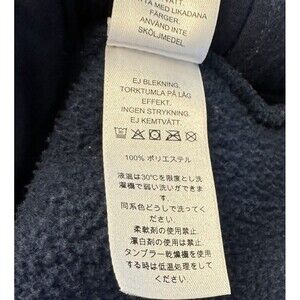 TVÄTT
TA MED LIKADANA
FÄRGER.
ANVÄND INTE
SKÖLJMEDEL
EJ BLEKNING.
TORKTUMLA PÅ LÅG
EFFEKT.
INGEN STRYKNING.
EJ KEMTVÄTT.
100% ポリエステル
液温は30℃を限度とし洗
濯機で弱い洗いができま
す.
同系色どうしで洗ってく
ださい.
柔軟剤の使用は禁止.
漂白剤の使用は禁止.
タンブラー乾燥機を使用
する時は低温処理をして
ください.